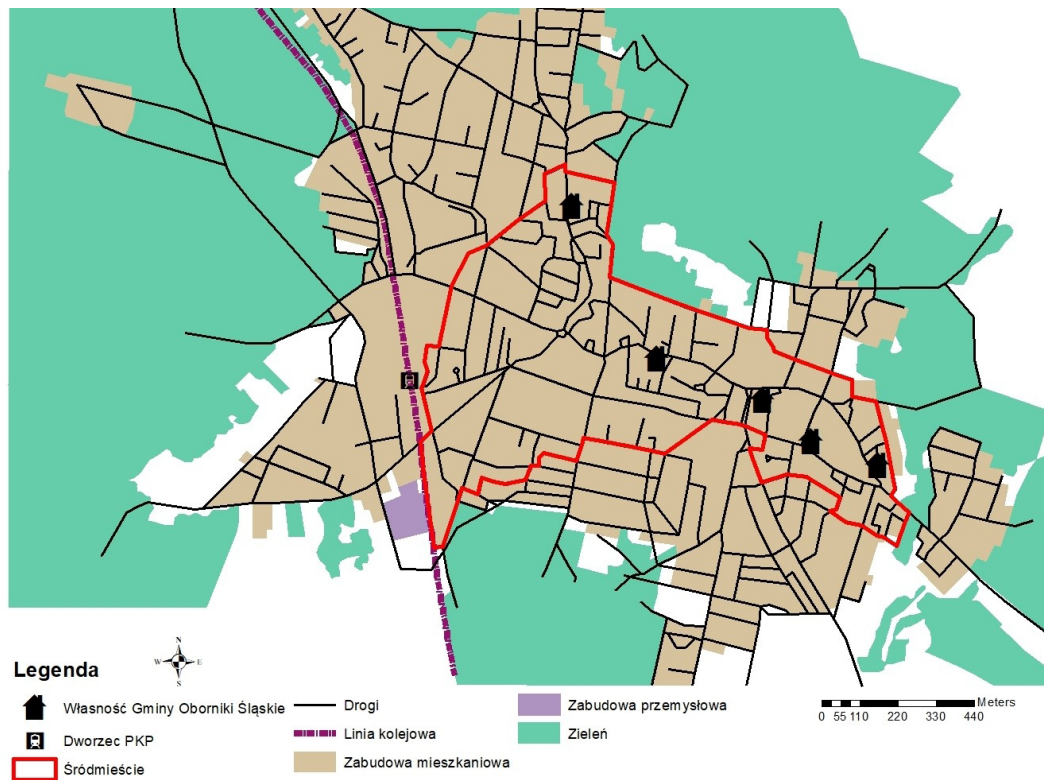 N
W E
S
Legenda
Własność Gminy Oborniki Śląskie
Dworzec PKP
Śródmieście
Drogi
Linia kolejowa
Zabudowa mieszkaniowa
Zabudowa przemysłowa
Zieleń
Meters
0 55 110 220 330 440